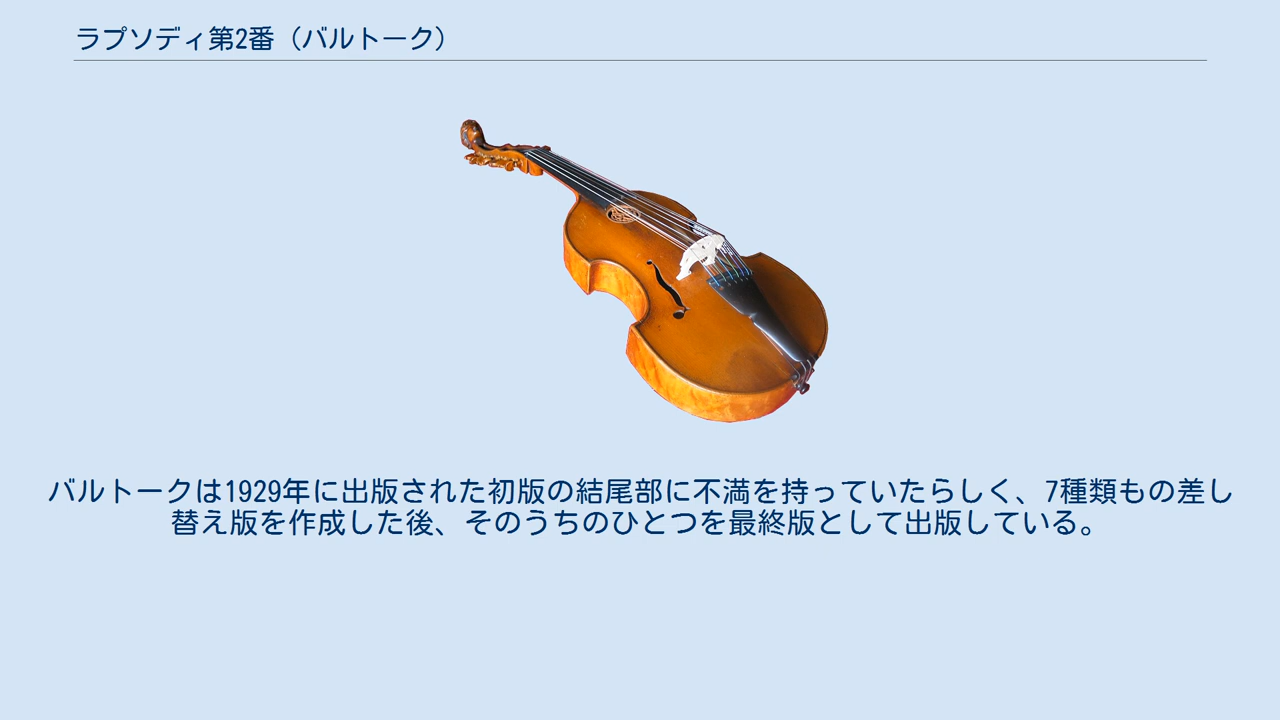 ラプソディ第2番（バルトーク）
バルトークは1929年に出版された初版の結尾部に不満を持っていたらしく、7種類もの差し
替え版を作成した後、そのうちのひとつを最終版として出版している。